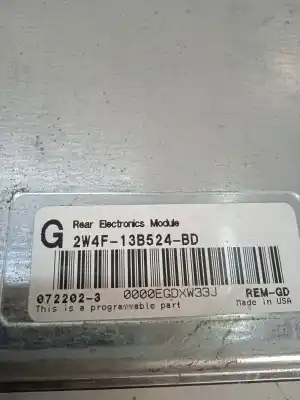 G Rear Electronics Module
2W4F-13B524-BD
072202-3 0000EGDXW33J REM-GD
This is a programmable part Made in USA